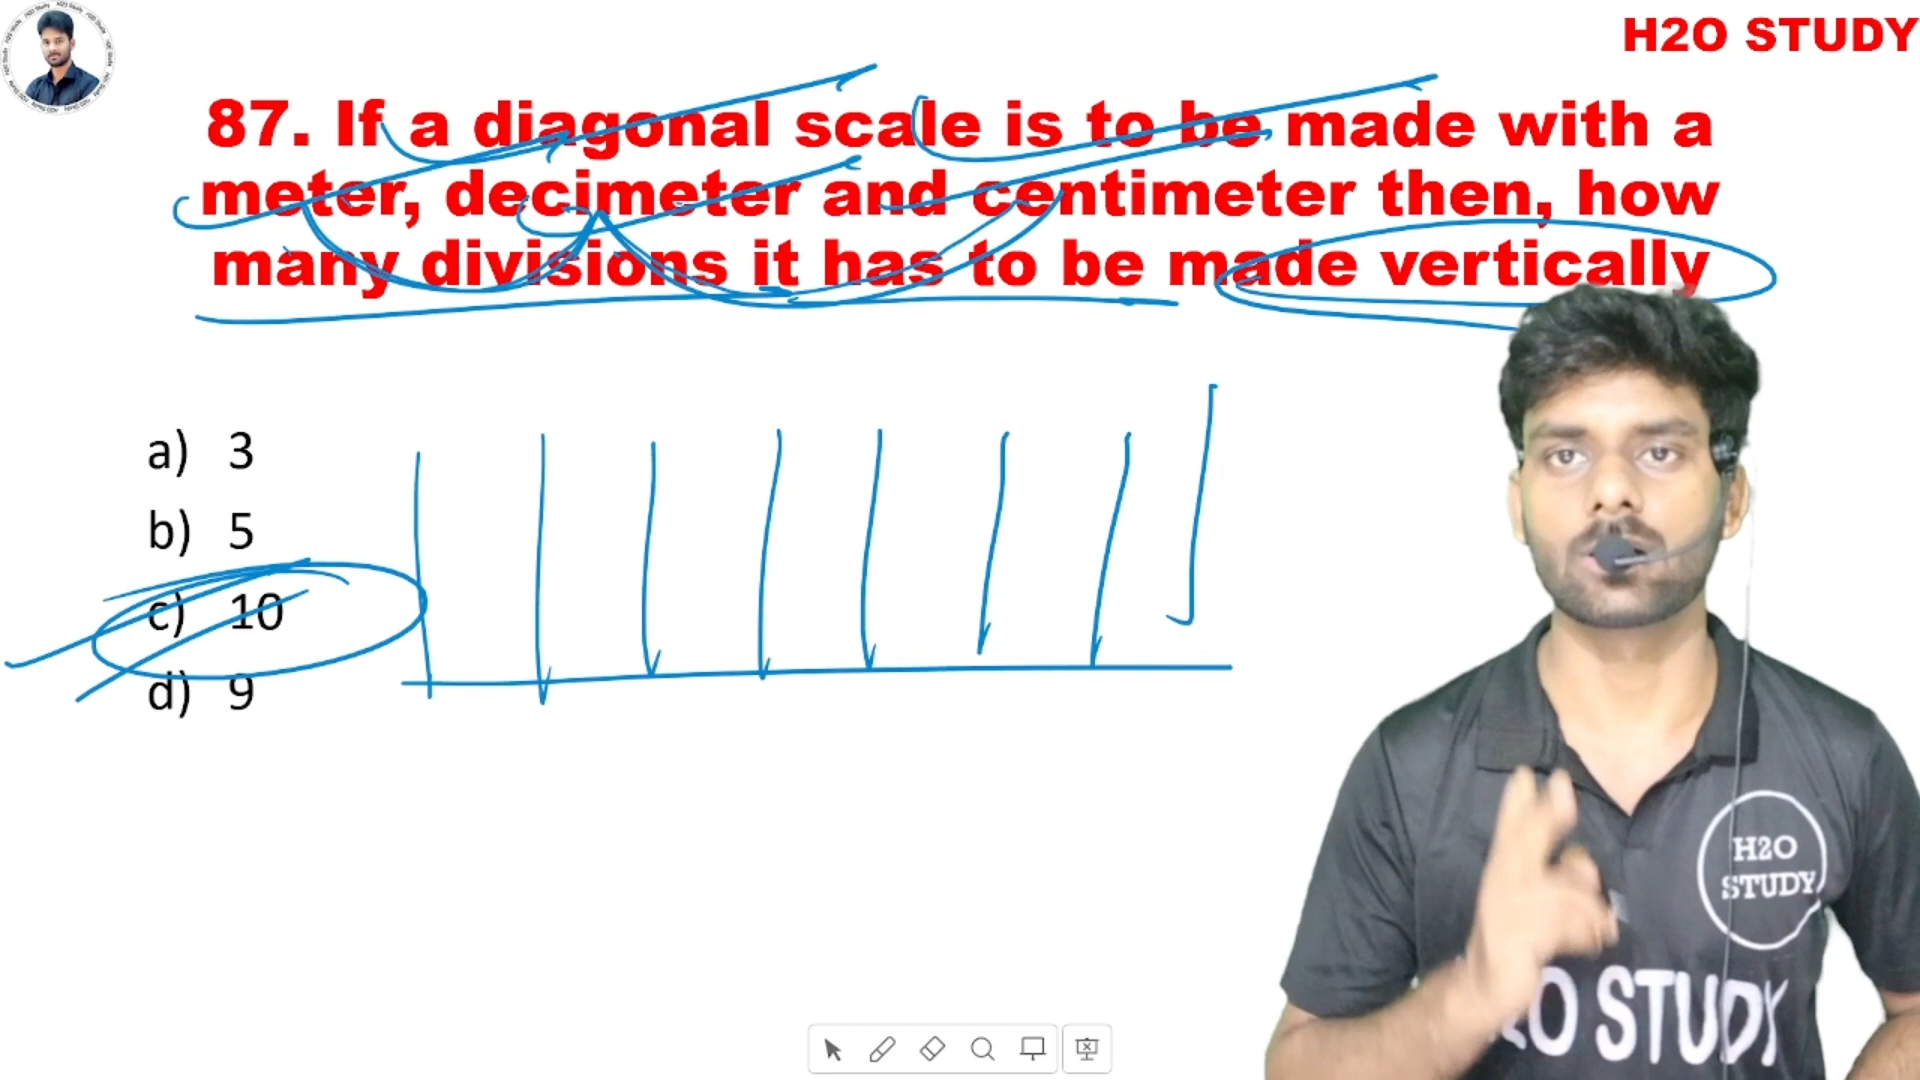 H2O STUDY
87. If a diagonal scale is to be made with a
meter, decimeter and centimeter then, how
many divisions it has to be made vertically
a) 3
b) 5
c) 10
d) 9
H2O
STUDY
2O STUDY